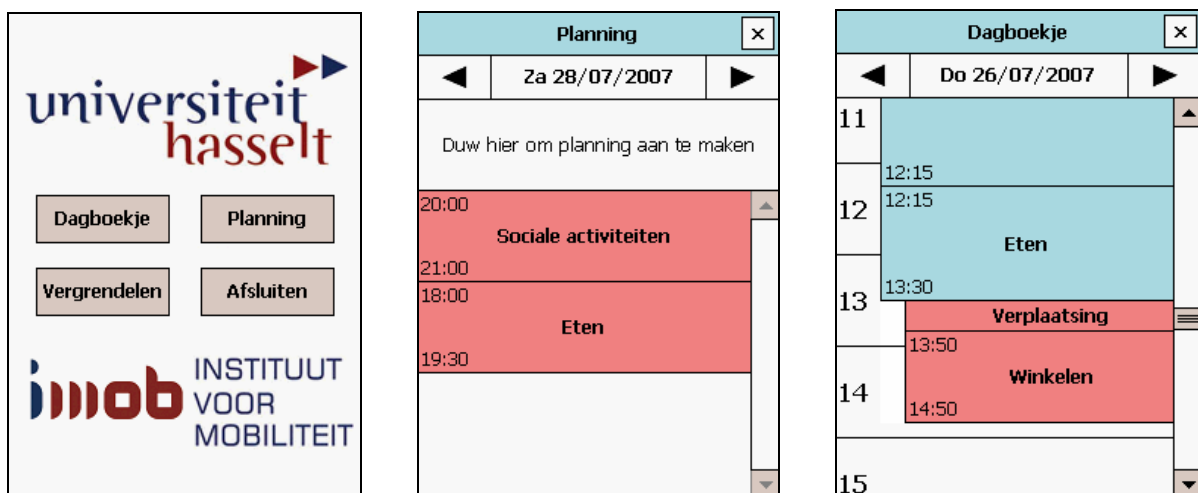 universiteit
hasselt
Dagboekje
Planning
Vergrendelen
Afsluiten
imob
INSTITUUT
VOOR
MOBILITEIT
Planning
Za 28/07/2007
Duw hier om planning aan te maken
20:00
Sociale activiteiten
21:00
18:00
Eten
19:30
Dagboekje
Do 26/07/2007
11
12:15
12:15
12
Eten
13:30
13
Verplaatsing
13:50
Winkelen
14
14:50
15